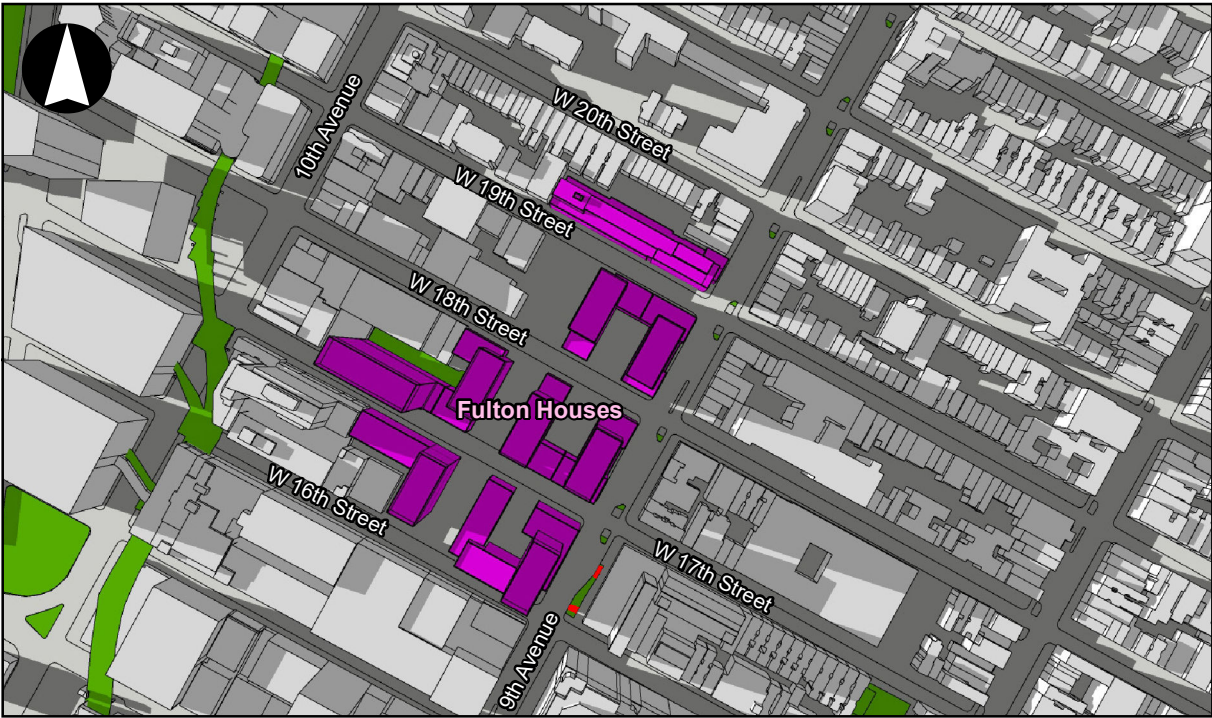 W 20th Street
10th Avenue
W 19th Street
W 18th Street
Fulton Houses
W 16th Street
W 17th Street
9th Avenue